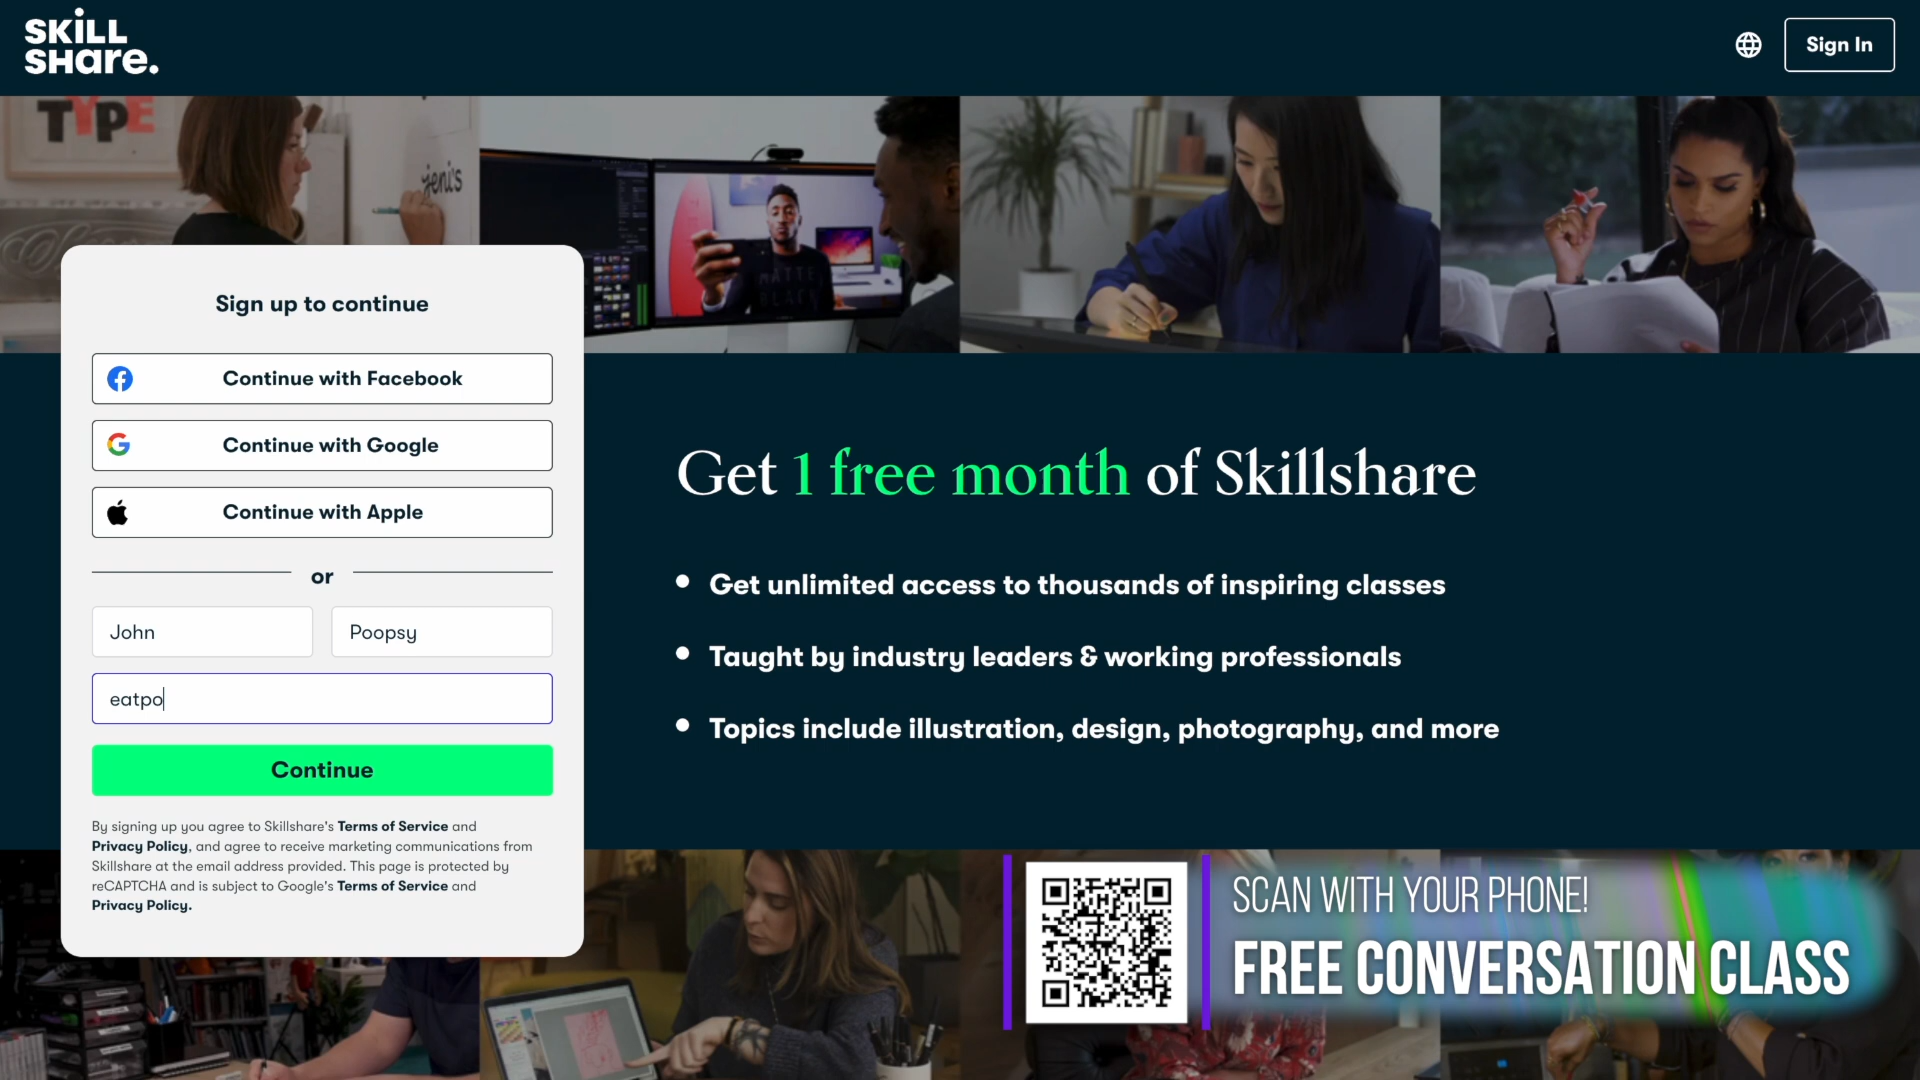 SKILL
SHare.
Sign In
TYPE
jeni's
MATTE
BLACK
Sign up to continue
Continue with Facebook
Continue with Google
Continue with Apple
or
John
Poopsy
eatpo
Continue
By signing up you agree to Skillshare's Terms of Service and
Privacy Policy, and agree to receive marketing communications from
Skillshare at the email address provided. This page is protected by
reCAPTCHA and is subject to Google's Terms of Service and
Privacy Policy.
Get 1 free month of Skillshare
Get unlimited access to thousands of inspiring classes
Taught by industry leaders & working professionals
Topics include illustration, design, photography, and more
SCAN WITH YOUR PHONE!
FREE CONVERSATION CLASS